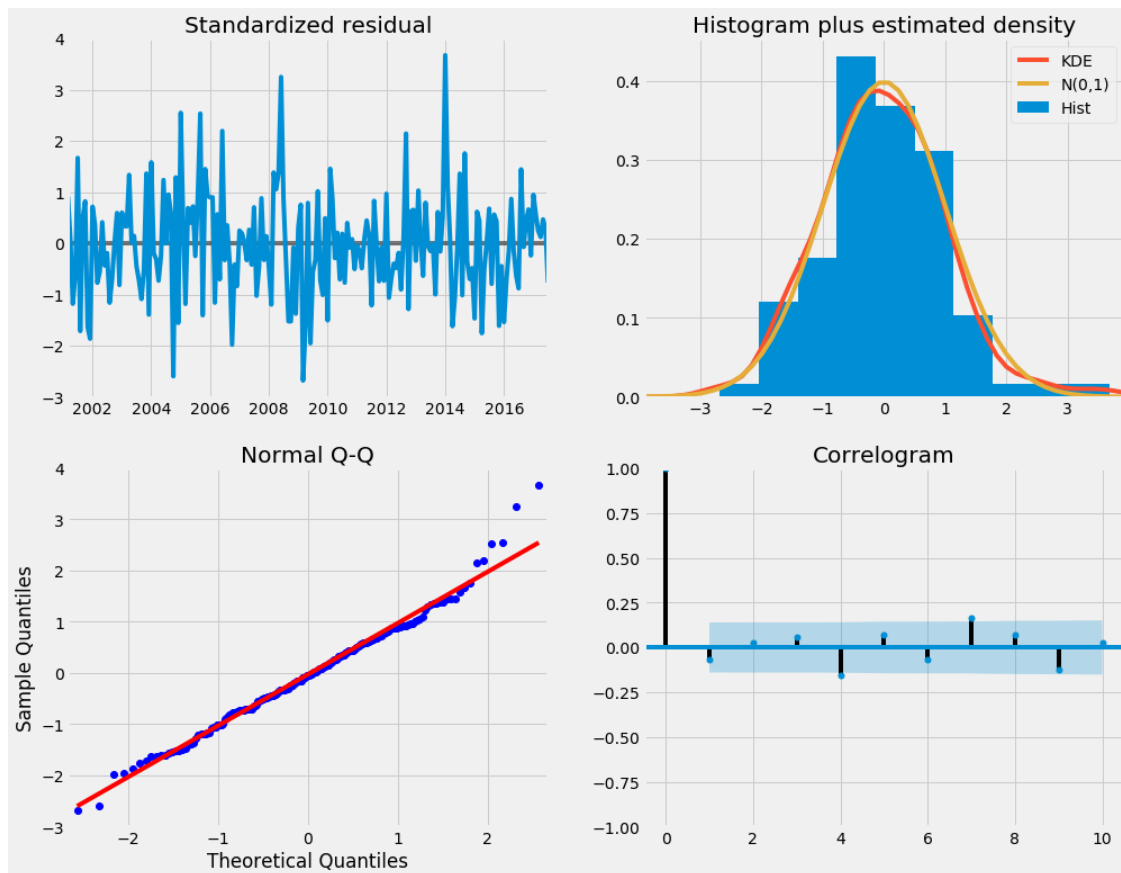 Standardized residual
4
3
2
1
0
−1
−2
−3
2002 2004 2006 2008 2010 2012 2014 2016
Histogram plus estimated density
KDE
N(0,1)
Hist
0.4
0.3
0.2
0.1
0.0
−3 −2 −1 0 1 2 3
Normal Q-Q
Sample Quantiles
4
3
2
1
0
−1
−2
−3
−2 −1 0 1 2
Theoretical Quantiles
Correlogram
1.00
0.75
0.50
0.25
0.00
−0.25
−0.50
−0.75
−1.00
0 2 4 6 8 10